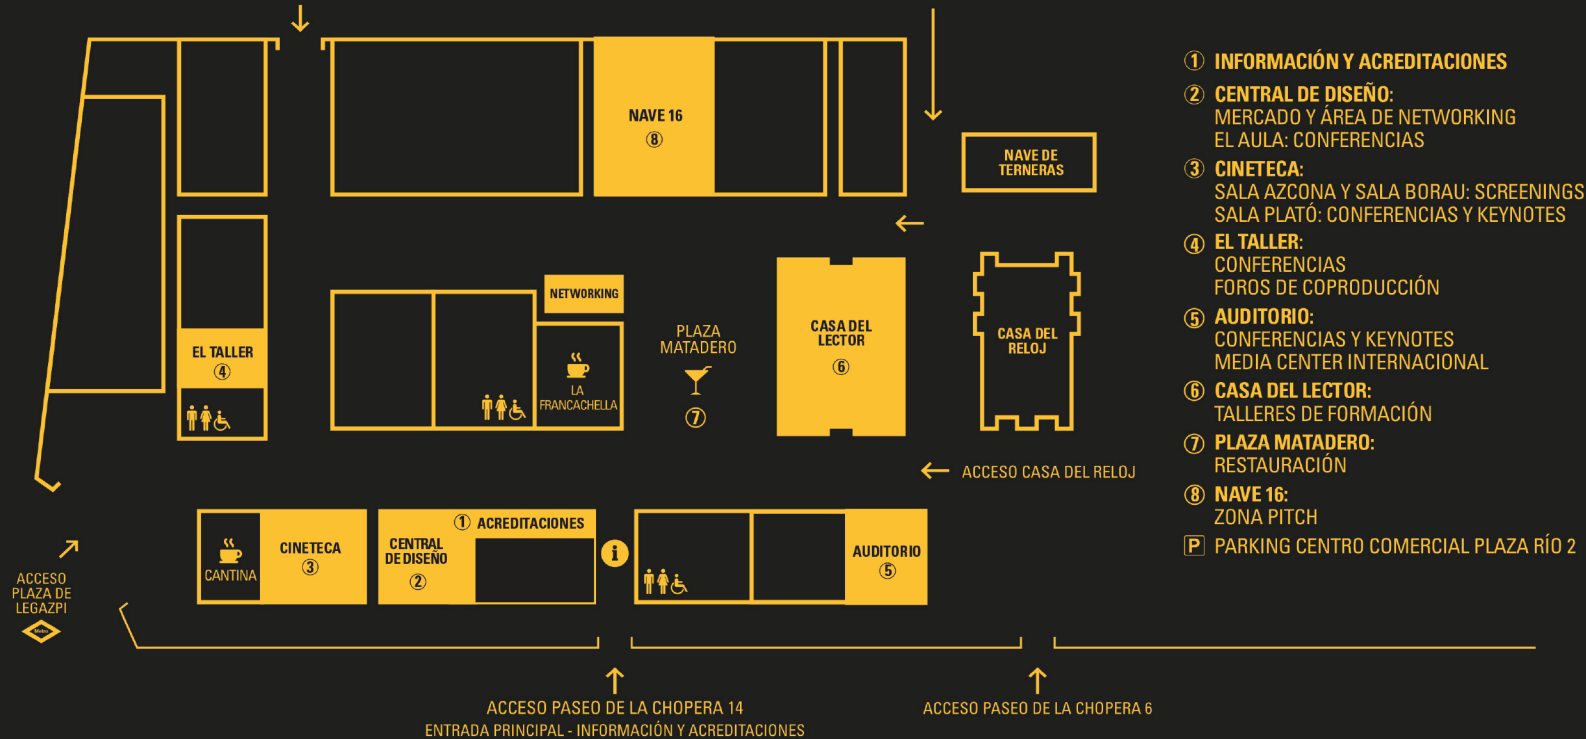 NAVE 16
⑧
NAVE DE
TERNERAS
NETWORKING
EL TALLER
④
LA
FRANCACHELLA
PLAZA
MATADERO
⑦
CASA DEL
LECTOR
⑥
CASA DEL
RELOJ
ACCESO CASA DEL RELOJ
CANTINA
CINETECA
③
① ACREDITACIONES
CENTRAL
DE DISEÑO
②
i
AUDITORIO
⑤
ACCESO
PLAZA DE
LEGAZPI
Metro
ACCESO PASEO DE LA CHOPERA 14
ENTRADA PRINCIPAL - INFORMACIÓN Y ACREDITACIONES
ACCESO PASEO DE LA CHOPERA 6
① INFORMACIÓN Y ACREDITACIONES
② CENTRAL DE DISEÑO:
MERCADO Y ÁREA DE NETWORKING
EL AULA: CONFERENCIAS
③ CINETECA:
SALA AZCONA Y SALA BORAU: SCREENINGS
SALA PLATÓ: CONFERENCIAS Y KEYNOTES
④ EL TALLER:
CONFERENCIAS
FOROS DE COPRODUCCIÓN
⑤ AUDITORIO:
CONFERENCIAS Y KEYNOTES
MEDIA CENTER INTERNACIONAL
⑥ CASA DEL LECTOR:
TALLERES DE FORMACIÓN
⑦ PLAZA MATADERO:
RESTAURACIÓN
⑧ NAVE 16:
ZONA PITCH
P PARKING CENTRO COMERCIAL PLAZA RÍO 2